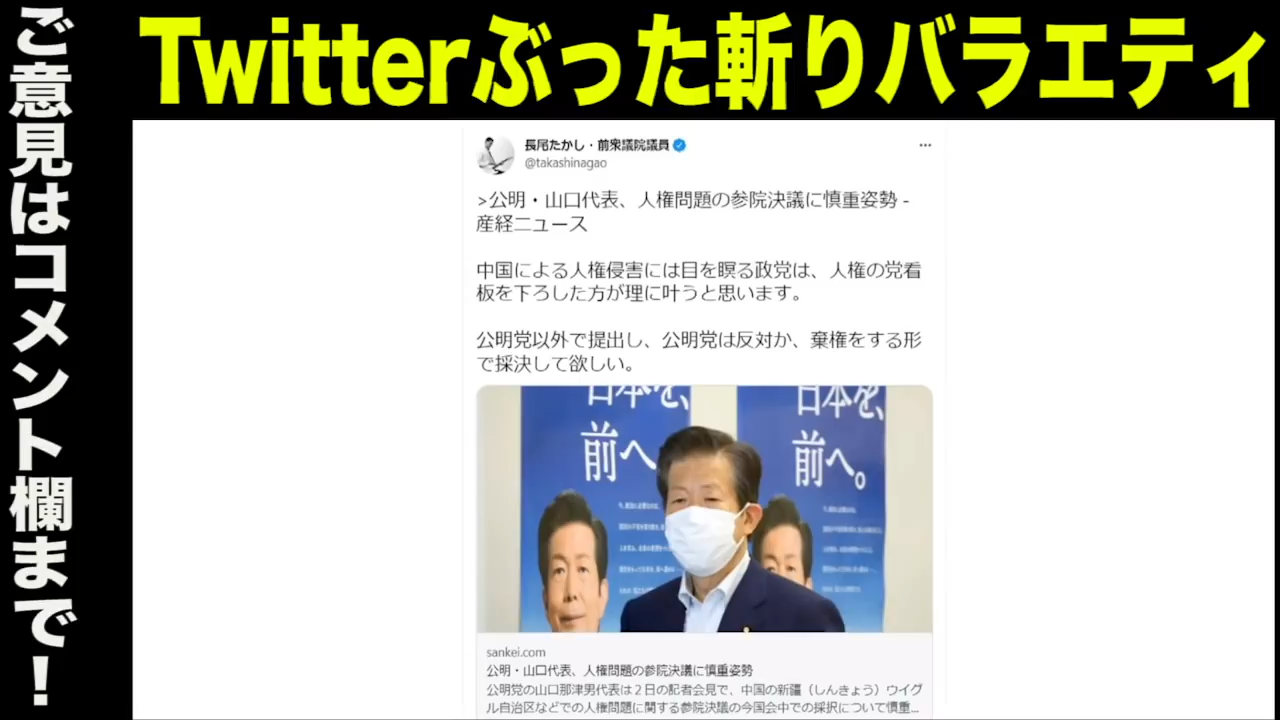 Twitterぶった斬りバラエティ
ご意見はコメント欄まで！
長尾たかし・前衆議院議員
@takashinagao
>公明・山口代表、人権問題の参院決議に慎重姿勢 -
産経ニュース
中国による人権侵害には目を瞑る政党は、人権の党看
板を下ろした方が理に叶うと思います。
公明党以外で提出し、公明党は反対か、棄権をする形
で採決して欲しい。
日本を、
前へ
日本を、
前へ。
sankei.com
公明・山口代表、人権問題の参院決議に慎重姿勢
公明党の山口那津男代表は２日の記者会見で、中国の新疆（しんきょう）ウイグ
ル自治区などでの人権問題に関する参院決議の今国会中での採択について慎重...